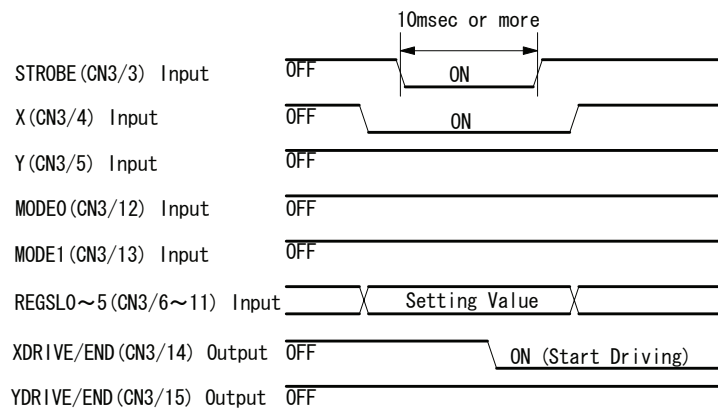 10msec or more
STROBE(CN3/3) Input OFF ON
X(CN3/4) Input OFF ON
Y(CN3/5) Input OFF
MODE0(CN3/12) Input OFF
MODE1(CN3/13) Input OFF
REGSL0～5(CN3/6～11) Input Setting Value
XDRIVE/END(CN3/14) Output OFF ON (Start Driving)
YDRIVE/END(CN3/15) Output OFF